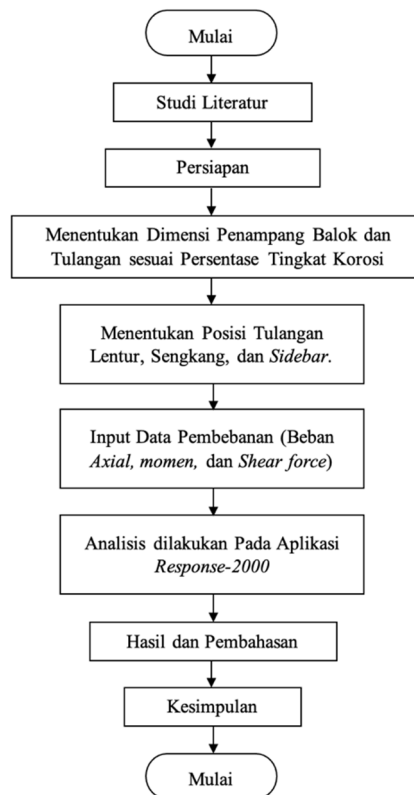 Mulai
Studi Literatur
Persiapan
Menentukan Dimensi Penampang Balok dan
Tulangan sesuai Persentase Tingkat Korosi
Menentukan Posisi Tulangan
Lentur, Sengkang, dan Sidebar.
Input Data Pembebanan (Beban
Axial, momen, dan Shear force)
Analisis dilakukan Pada Aplikasi
Response-2000
Hasil dan Pembahasan
Kesimpulan
Mulai